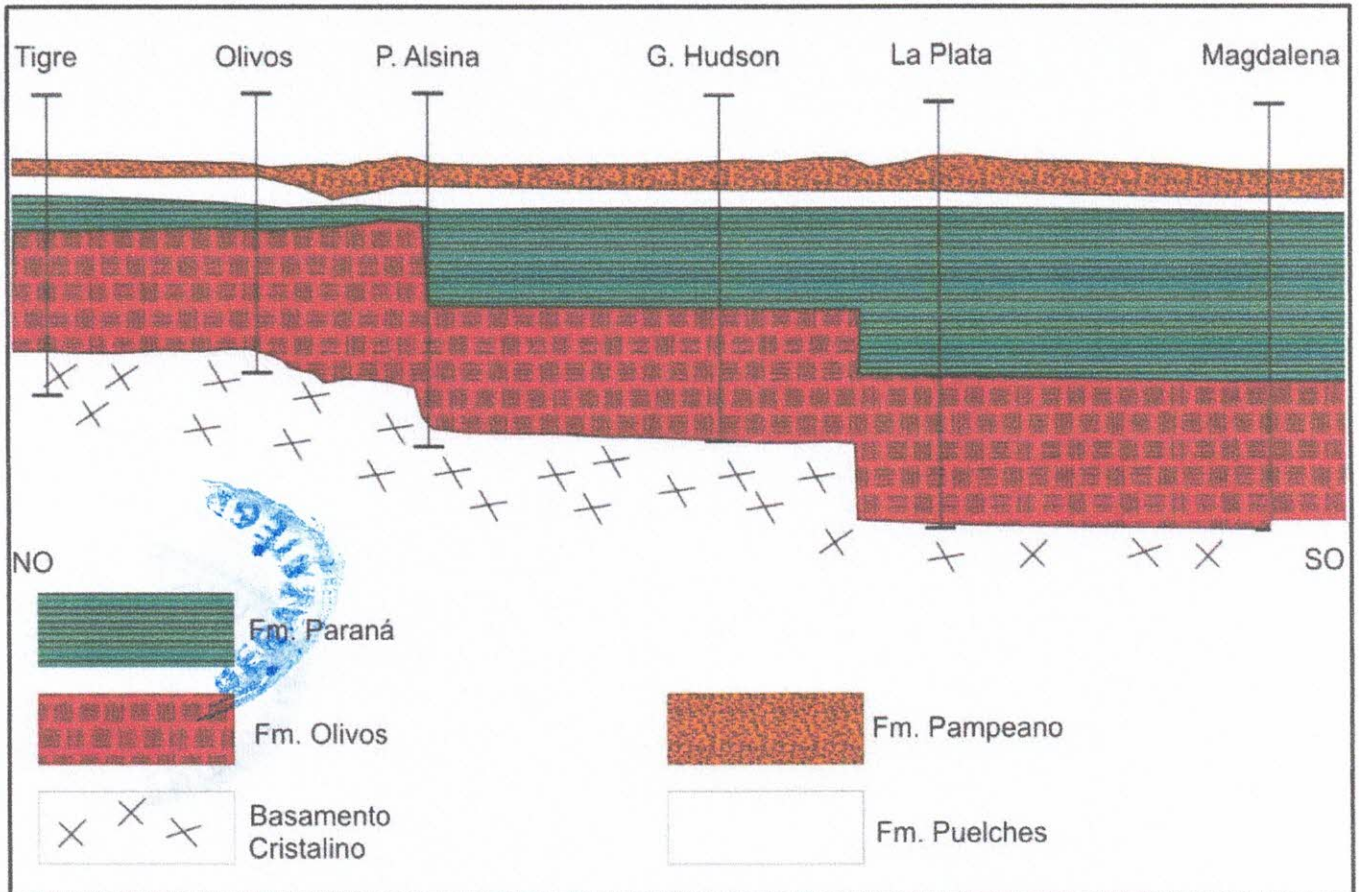 Tigre
Olivos
P. Alsina
G. Hudson
La Plata
Magdalena
NO
SO
Fm. Paraná
Fm. Olivos
Basamento
Cristalino
Fm. Pampeano
Fm. Puelches